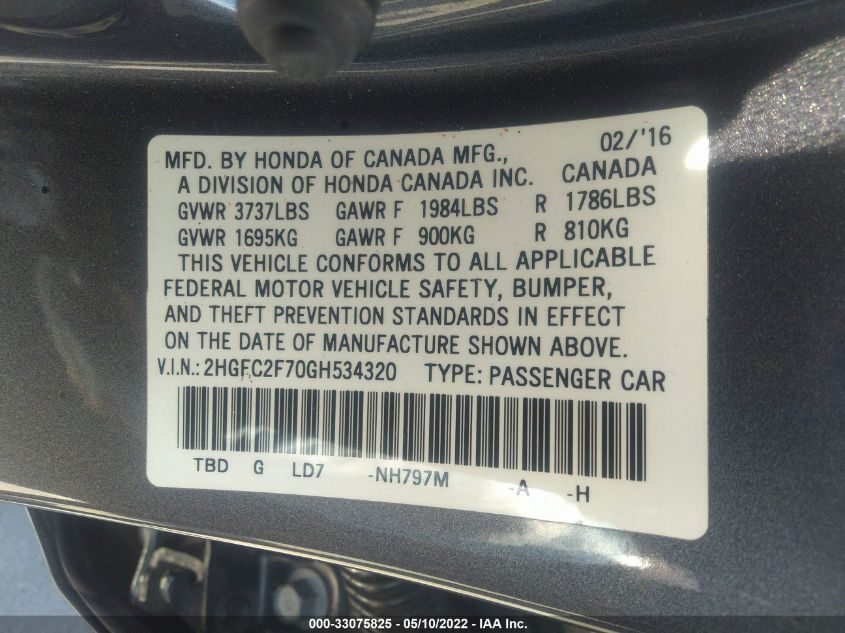 02/'16
MFD. BY HONDA OF CANADA MFG.,
A DIVISION OF HONDA CANADA INC. CANADA
GVWR 3737LBS GAWR F 1984LBS R 1786LBS
GVWR 1695KG GAWR F 900KG R 810KG
THIS VEHICLE CONFORMS TO ALL APPLICABLE
FEDERAL MOTOR VEHICLE SAFETY, BUMPER,
AND THEFT PREVENTION STANDARDS IN EFFECT
ON THE DATE OF MANUFACTURE SHOWN ABOVE.
V.I.N.: 2HGFC2F70GH534320 TYPE: PASSENGER CAR
TBD G LD7 -NH797M -A -H
000-33075825 - 05/10/2022 - IAA Inc.